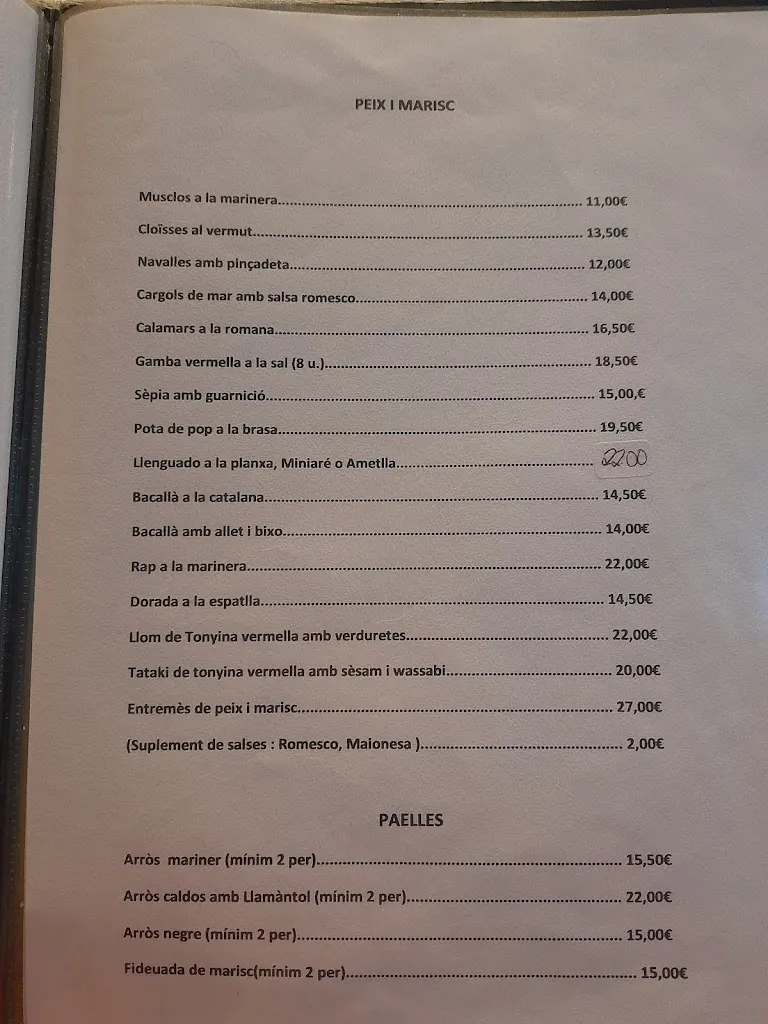 PEIX I MARISC
Musclos a la marinera.......... 11,00€
Cloïsses al vermut.......... 13,50€
Navalles amb pinçadeta.......... 12,00€
Cargols de mar amb salsa romesco.......... 14,00€
Calamars a la romana.......... 16,50€
Gamba vermella a la sal (8 u.).......... 18,50€
Sèpia amb guarnició.......... 15,00,€
Pota de pop a la brasa.......... 19,50€
Llenguado a la planxa, Miniaré o Ametlla.......... 2200
Bacallà a la catalana.......... 14,50€
Bacallà amb allet i bixo.......... 14,00€
Rap a la marinera.......... 22,00€
Dorada a la espatlla.......... 14,50€
Llom de Tonyina vermella amb verduretes.......... 22,00€
Tataki de tonyina vermella amb sèsam i wassabi.......... 20,00€
Entremès de peix i marisc.......... 27,00€
(Suplement de salses : Romesco, Maionesa ).......... 2,00€
PAELLES
Arròs mariner (mínim 2 per).......... 15,50€
Arròs caldos amb Llamàntol (mínim 2 per).......... 22,00€
Arròs negre (mínim 2 per).......... 15,00€
Fideuada de marisc(mínim 2 per).......... 15,00€